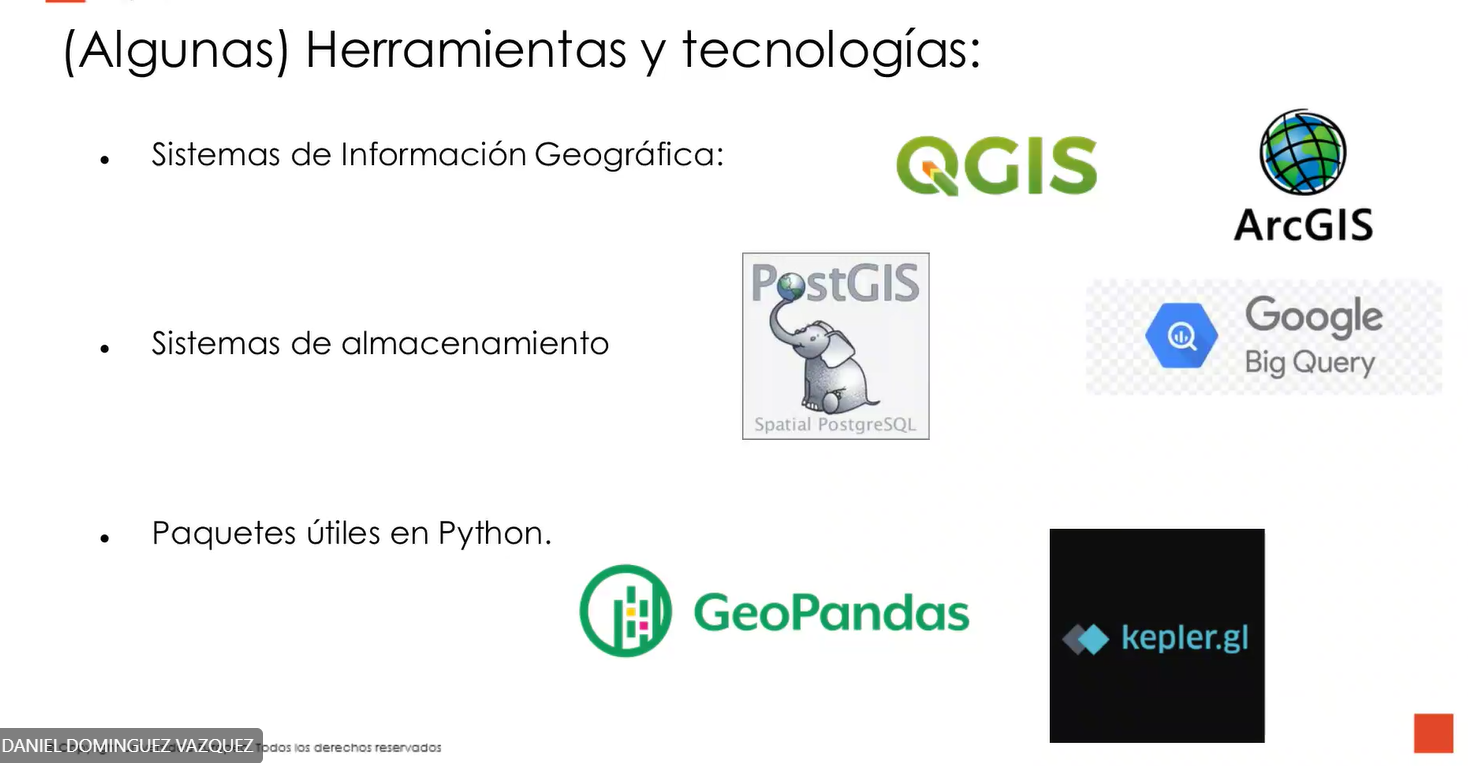 (Algunas) Herramientas y tecnologías:
Sistemas de Información Geográfica:
QGIS
ArcGIS
PostGIS
Spatial PostgreSQL
Sistemas de almacenamiento
Google
Big Query
Paquetes útiles en Python.
GeoPandas
kepler.gl
DANIEL DOMINGUEZ VAZQUEZ
Todos los derechos reservados